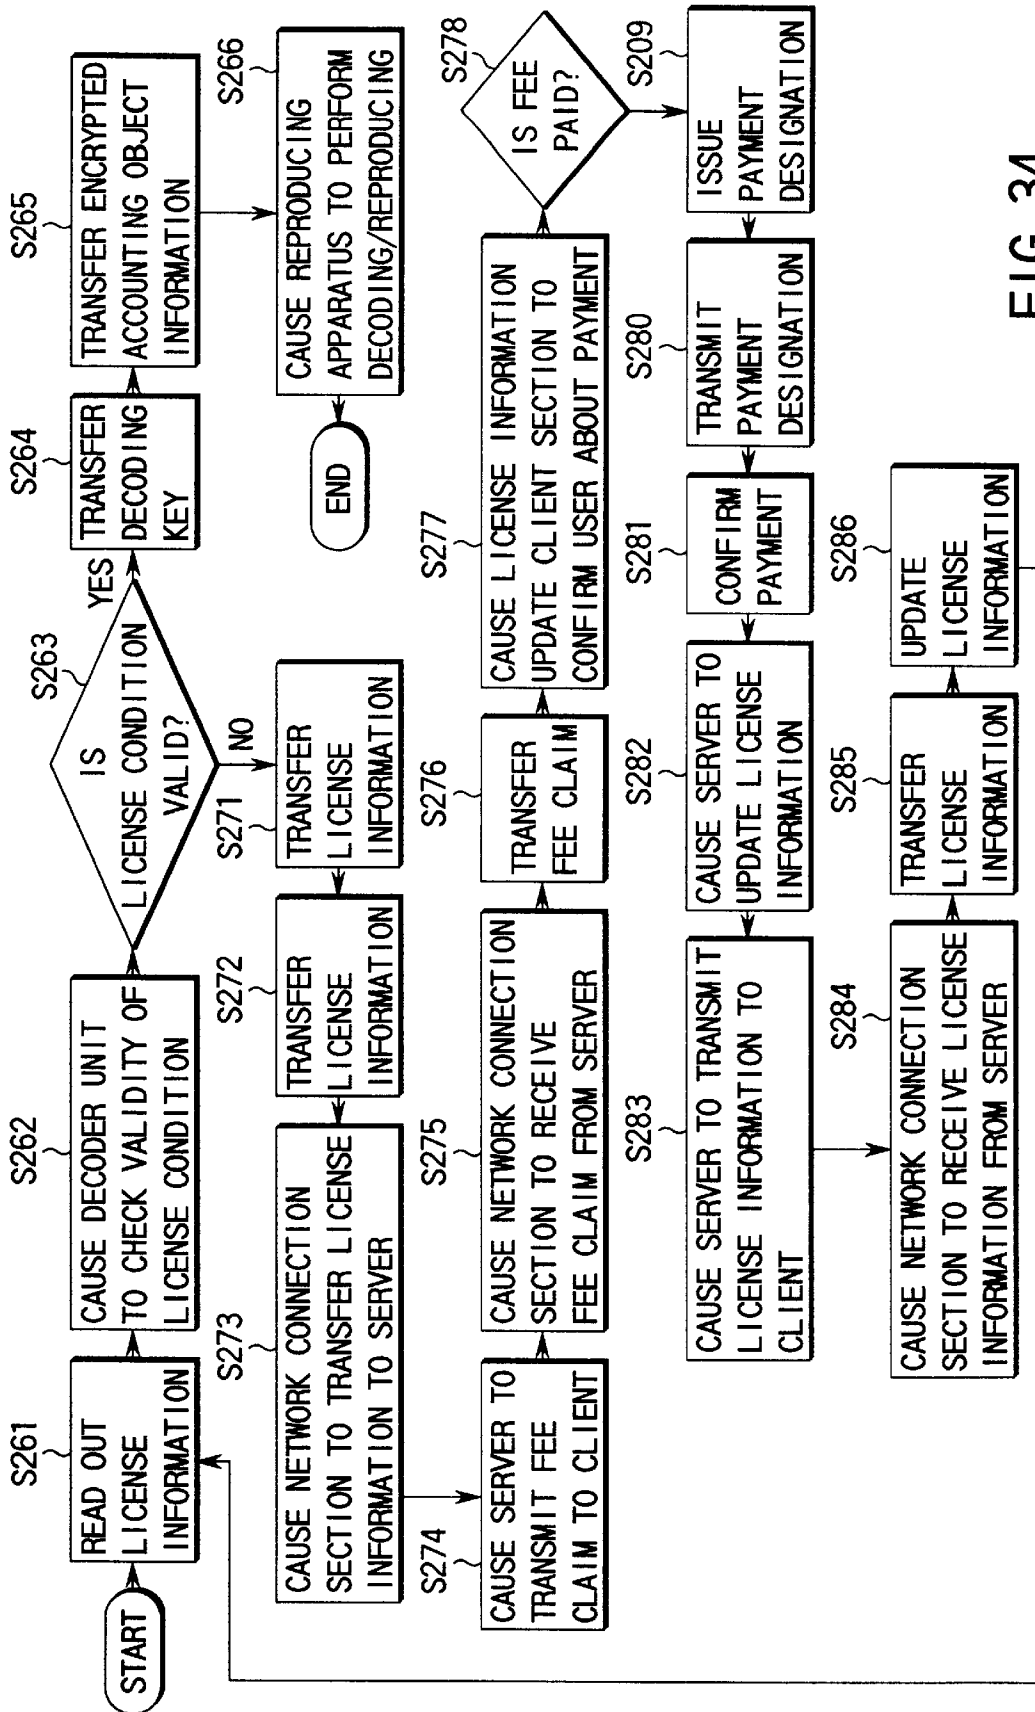 START
S261
READ OUT
LICENSE
INFORMATION
S262
CAUSE DECODER UNIT
TO CHECK VALIDITY OF
LICENSE CONDITION
S263
IS
LICENSE CONDITION
VALID?
YES
NO
S264
TRANSFER
DECODING
KEY
S265
TRANSFER ENCRYPTED
ACCOUNTING OBJECT
INFORMATION
S266
CAUSE REPRODUCING
APPARATUS TO PERFORM
DECODING/REPRODUCING
END
S271
TRANSFER
LICENSE
INFORMATION
S272
TRANSFER
LICENSE
INFORMATION
S273
CAUSE NETWORK CONNECTION
SECTION TO TRANSFER LICENSE
INFORMATION TO SERVER
S274
CAUSE SERVER TO
TRANSMIT FEE
CLAIM TO CLIENT
S275
CAUSE NETWORK CONNECTION
SECTION TO RECEIVE
FEE CLAIM FROM SERVER
S276
TRANSFER
FEE CLAIM
S277
CAUSE LICENSE INFORMATION
UPDATE CLIENT SECTION TO
CONFIRM USER ABOUT PAYMENT
S278
IS FEE
PAID?
S209
ISSUE
PAYMENT
DESIGNATION
S280
TRANSMIT
PAYMENT
DESIGNATION
S281
CONFIRM
PAYMENT
S282
CAUSE SERVER TO
UPDATE LICENSE
INFORMATION
S283
CAUSE SERVER TO TRANSMIT
LICENSE INFORMATION TO
CLIENT
S284
CAUSE NETWORK CONNECTION
SECTION TO RECEIVE LICENSE
INFORMATION FROM SERVER
S285
TRANSFER
LICENSE
INFORMATION
S286
UPDATE
LICENSE
INFORMATION
FIG. 34